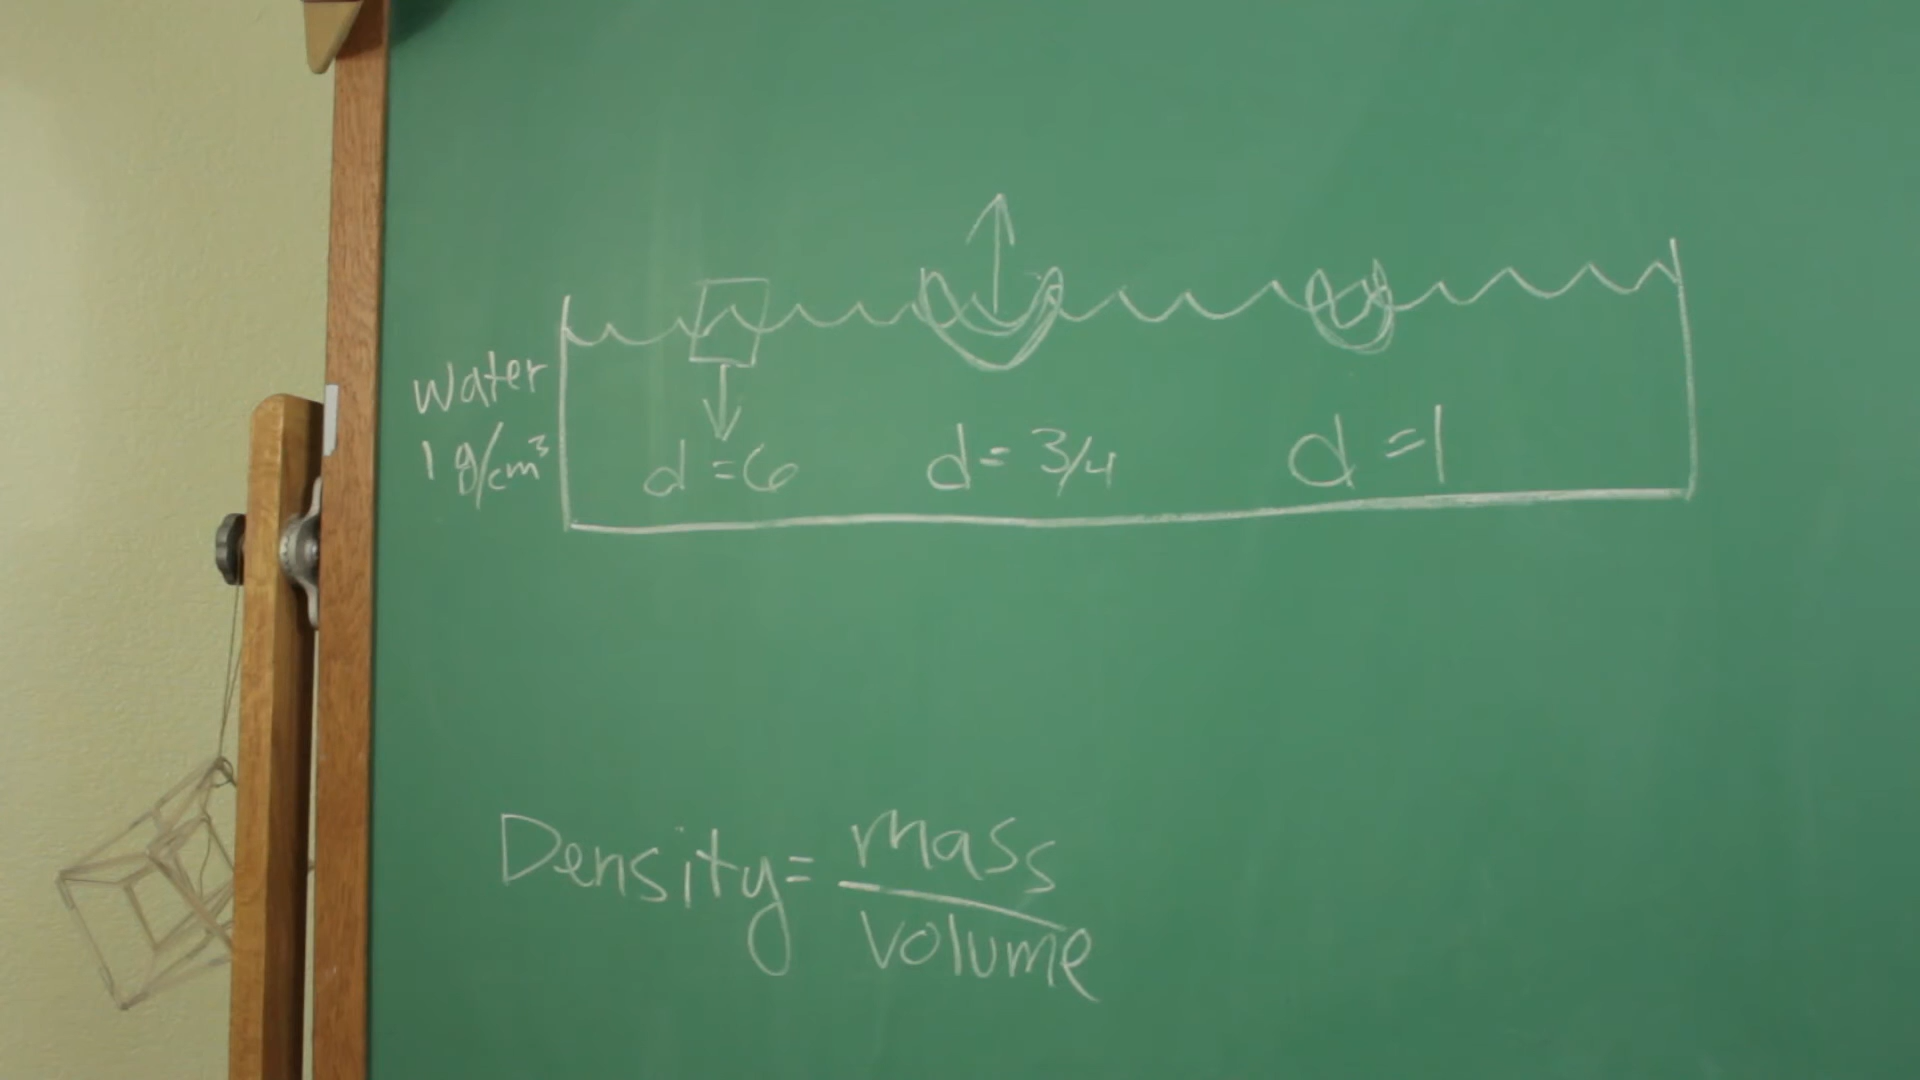 Water
1 g/cm³
d=6
d=3/4
d=1
Density= mass
volume